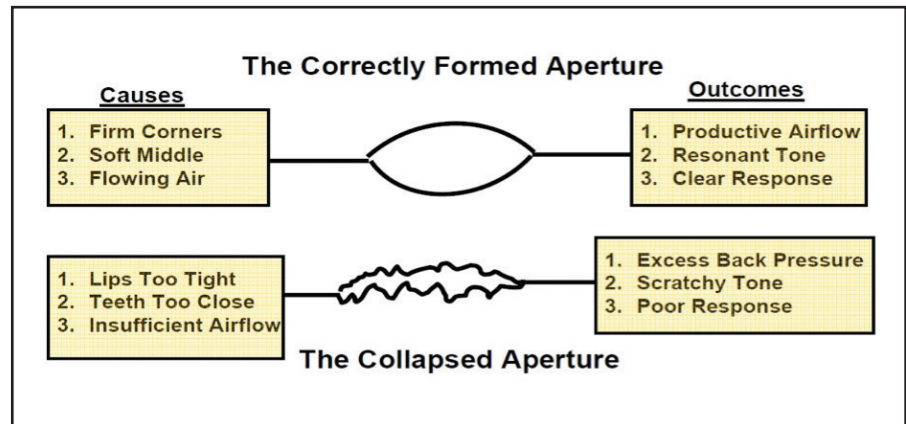 The Correctly Formed Aperture
Causes
1. Firm Corners
2. Soft Middle
3. Flowing Air
Outcomes
1. Productive Airflow
2. Resonant Tone
3. Clear Response
1. Lips Too Tight
2. Teeth Too Close
3. Insufficient Airflow
1. Excess Back Pressure
2. Scratchy Tone
3. Poor Response
The Collapsed Aperture